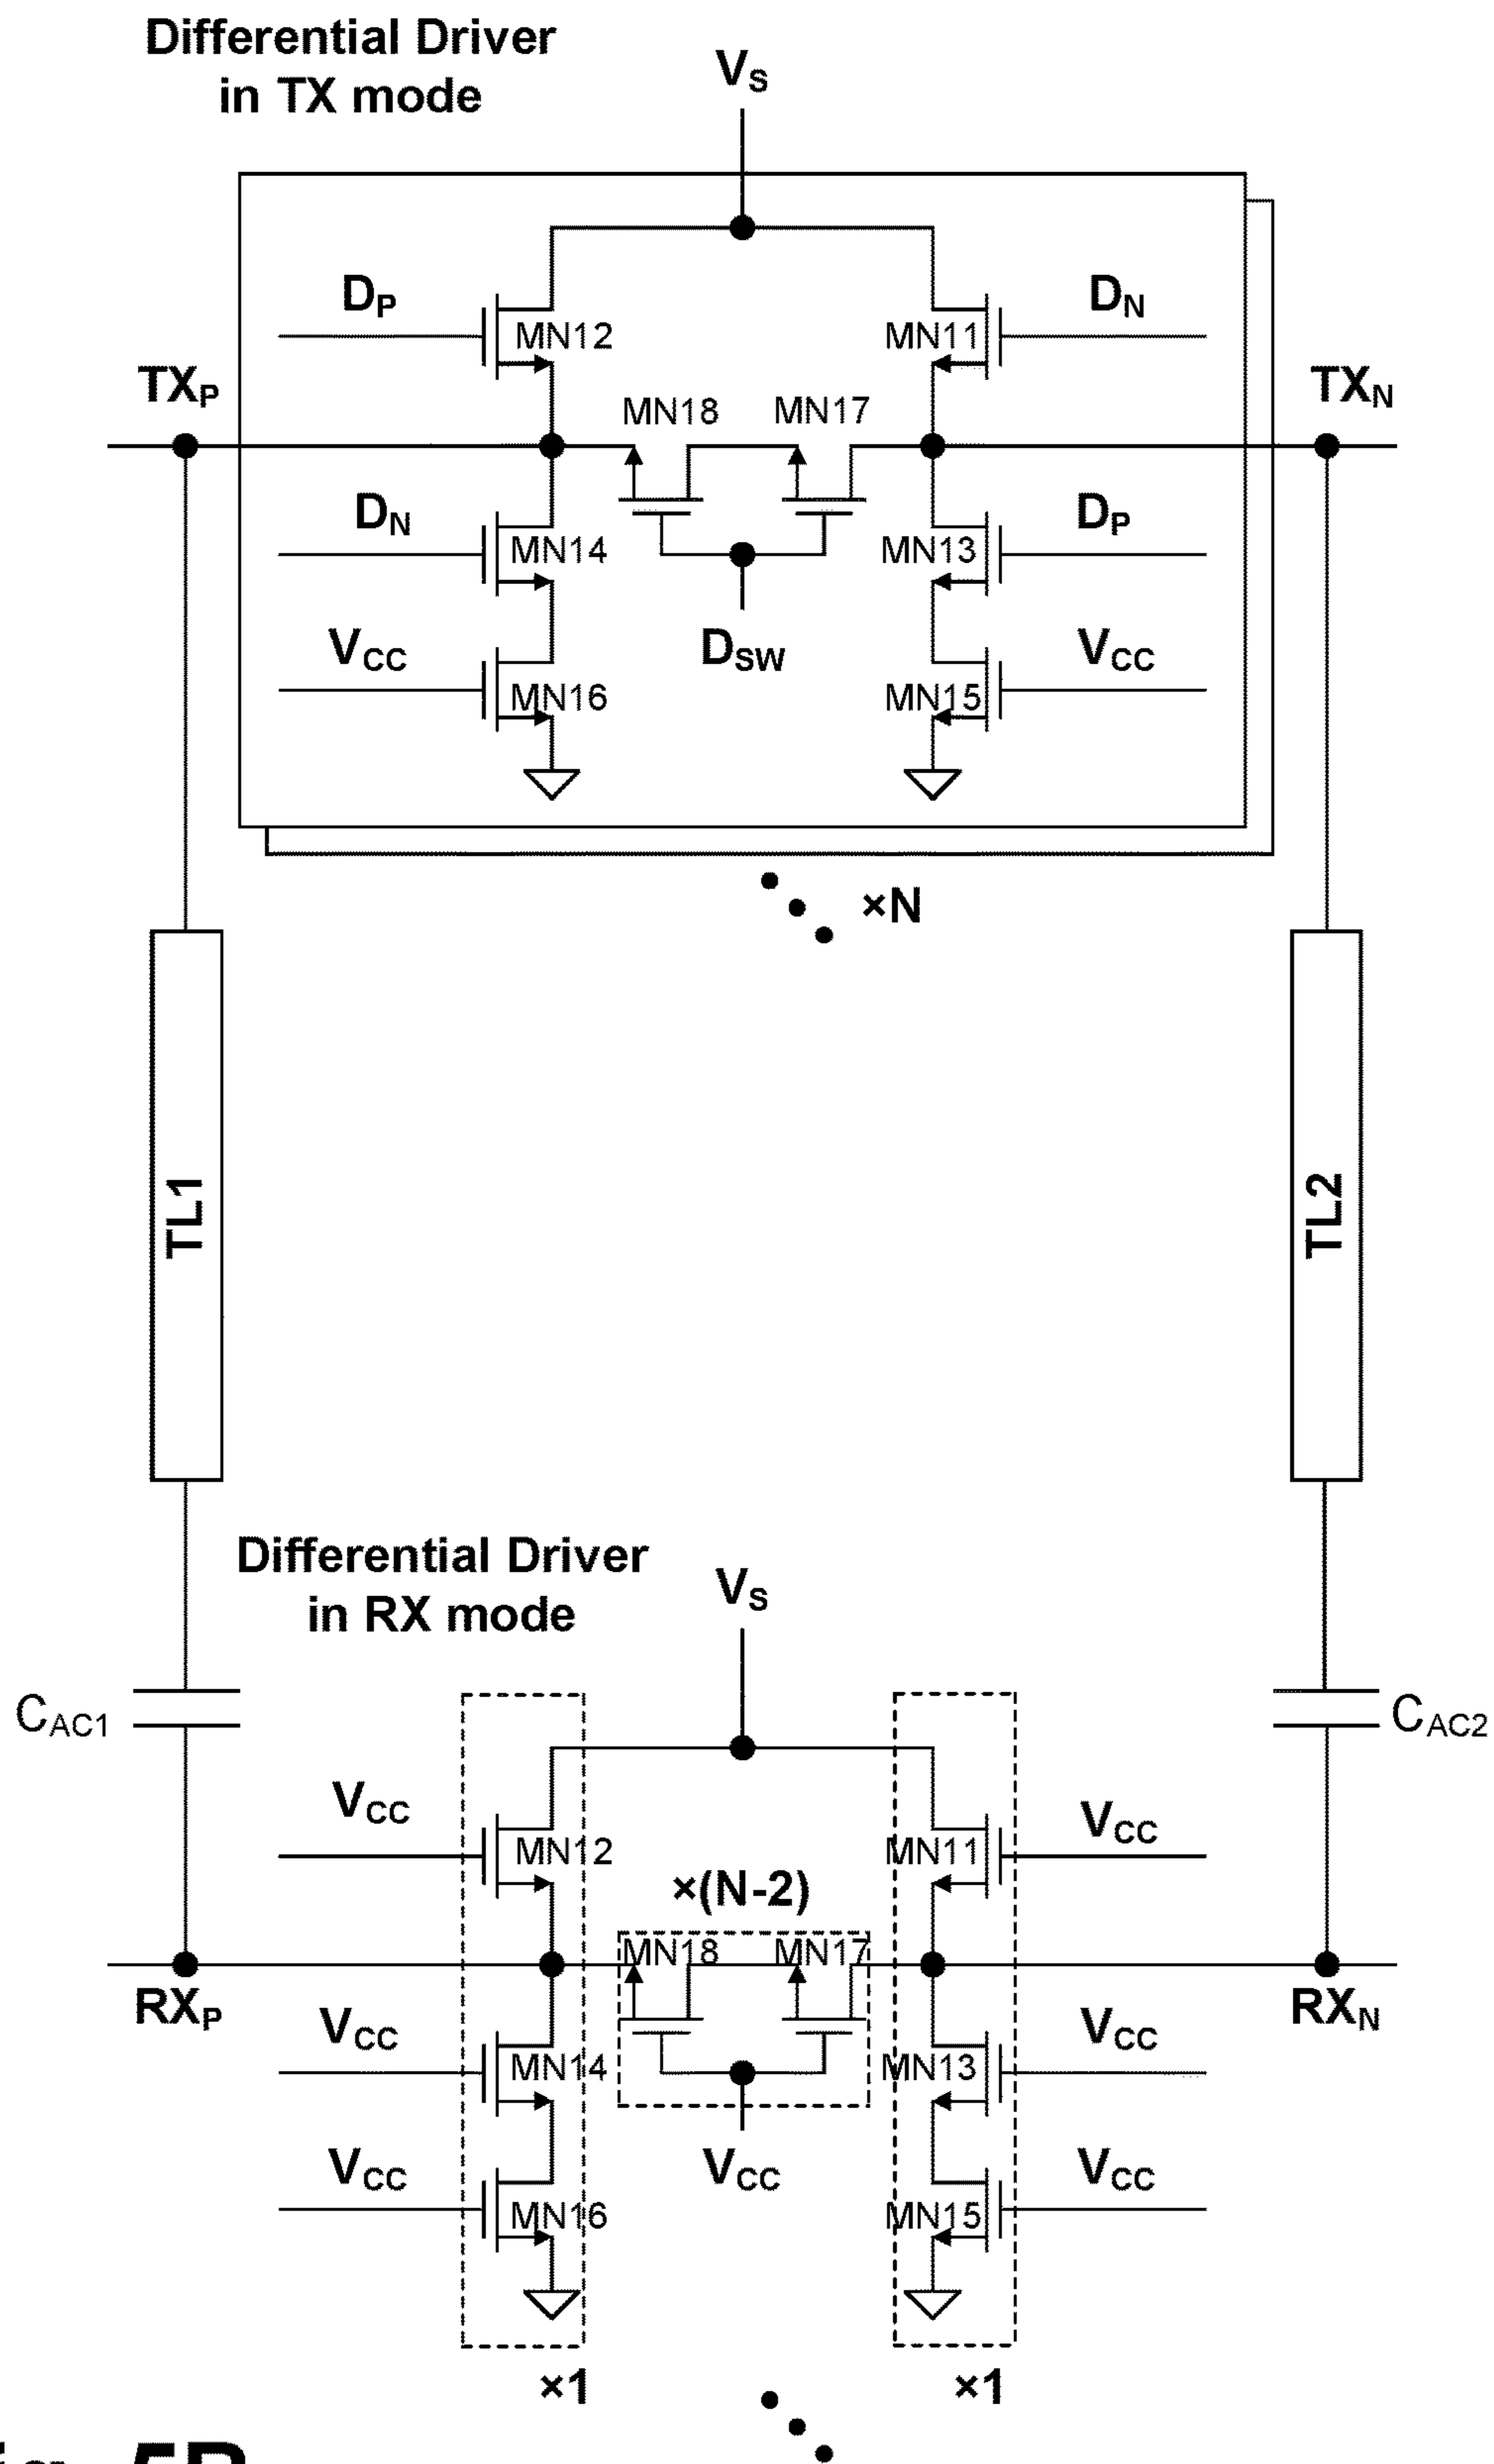 Differential Driver
in TX mode
VS
DP
DN
MN12
MN11
TXP
TXN
MN18
MN17
DN
DP
MN14
MN13
DSW
VCC
VCC
MN16
MN15
×N
TL1
TL2
Differential Driver
in RX mode
VS
CAC1
CAC2
VCC
VCC
MN12
MN11
×(N-2)
MN18
MN17
RXP
RXN
VCC
VCC
MN14
MN13
VCC
VCC
VCC
MN16
MN15
×1
×1